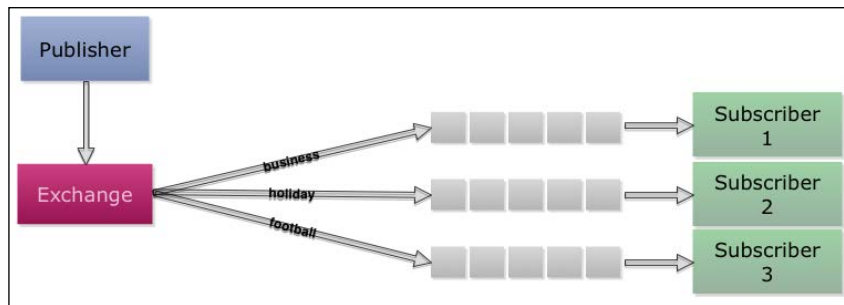 Publisher
Exchange
business
holiday
football
Subscriber
1
Subscriber
2
Subscriber
3